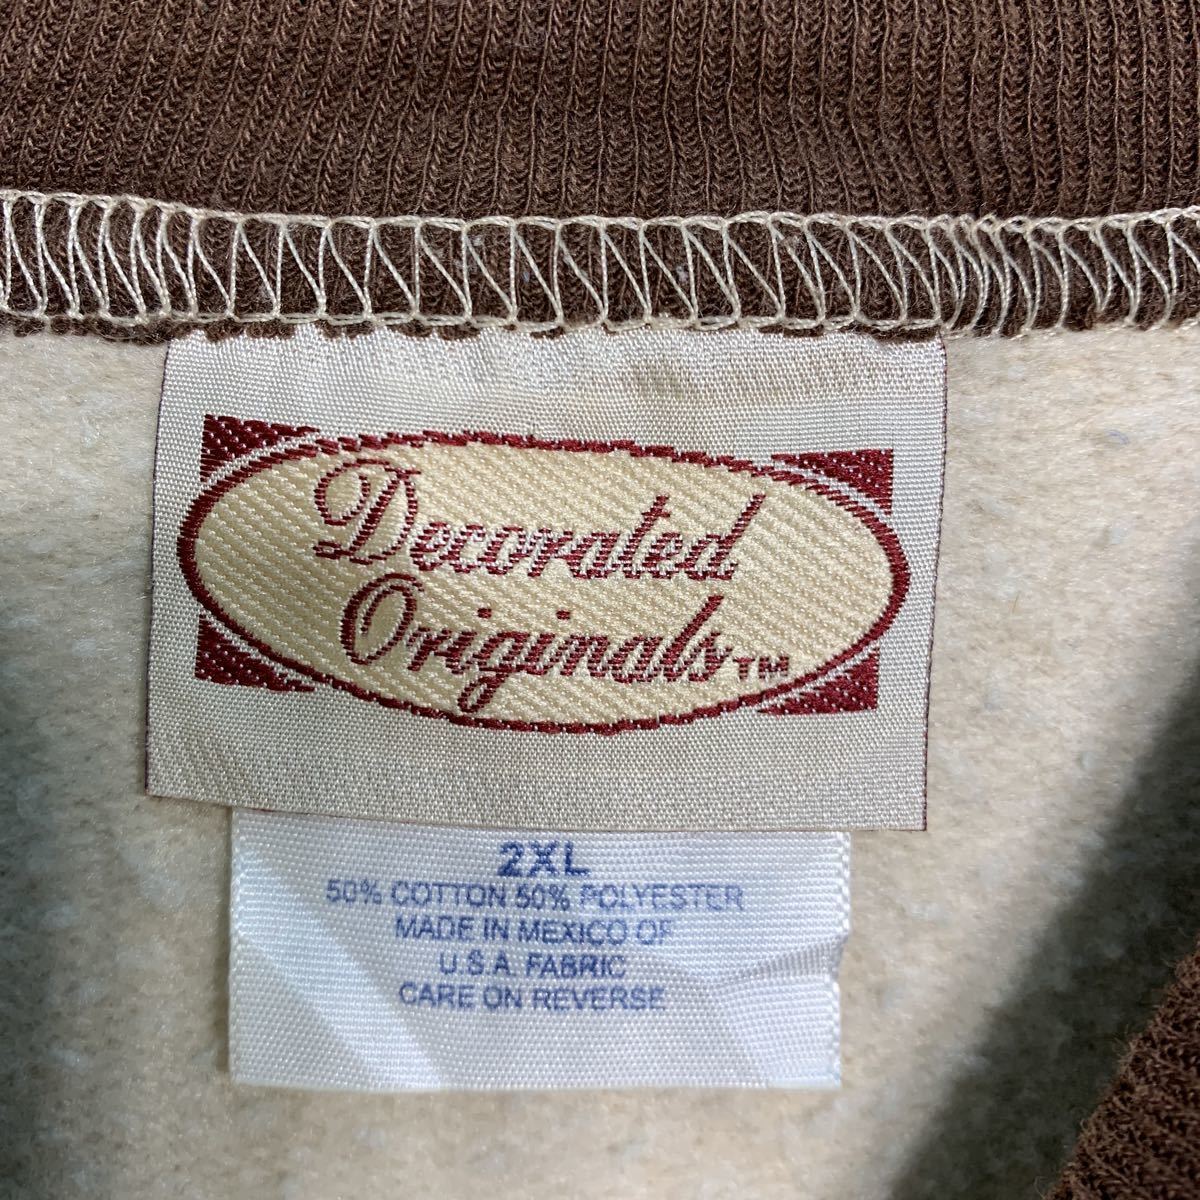 Decorated
Originals™
2XL
50% COTTON 50% POLYESTER
MADE IN MEXICO OF
U.S.A. FABRIC
CARE ON REVERSE